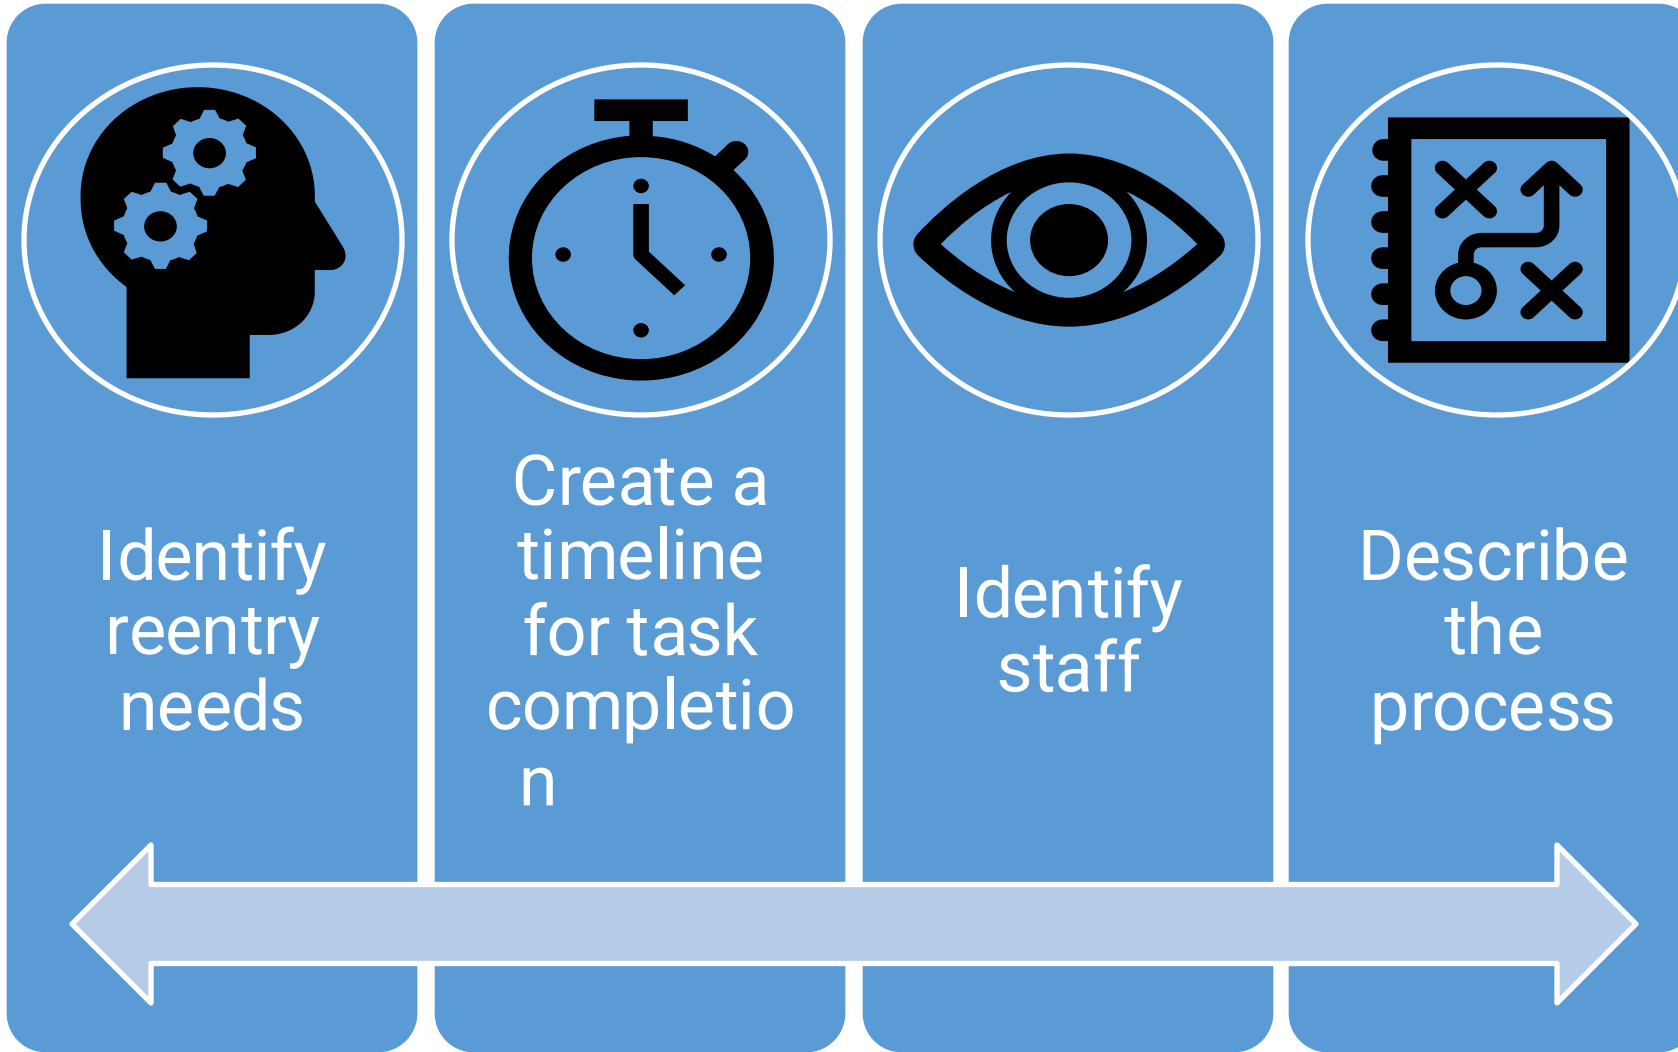 Identify
reentry
needs
Create a
timeline
for task
completio
n
Identify
staff
Describe
the
process